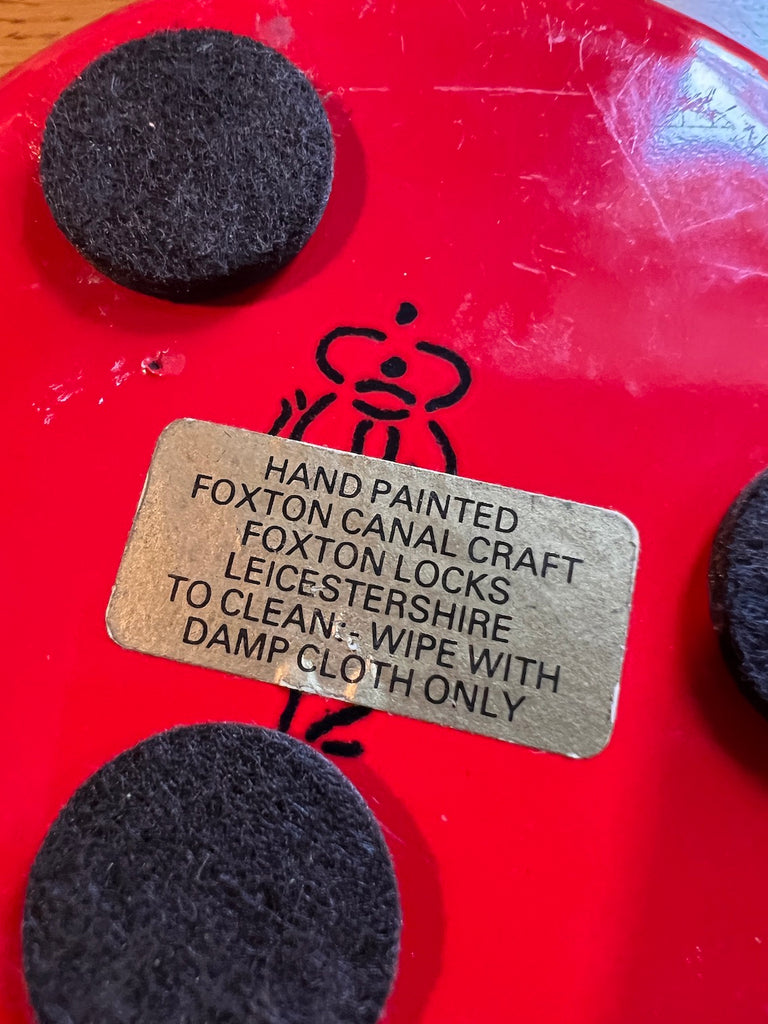 HAND PAINTED
FOXTON CANAL CRAFT
FOXTON LOCKS
LEICESTERSHIRE
TO CLEAN:- WIPE WITH
DAMP CLOTH ONLY